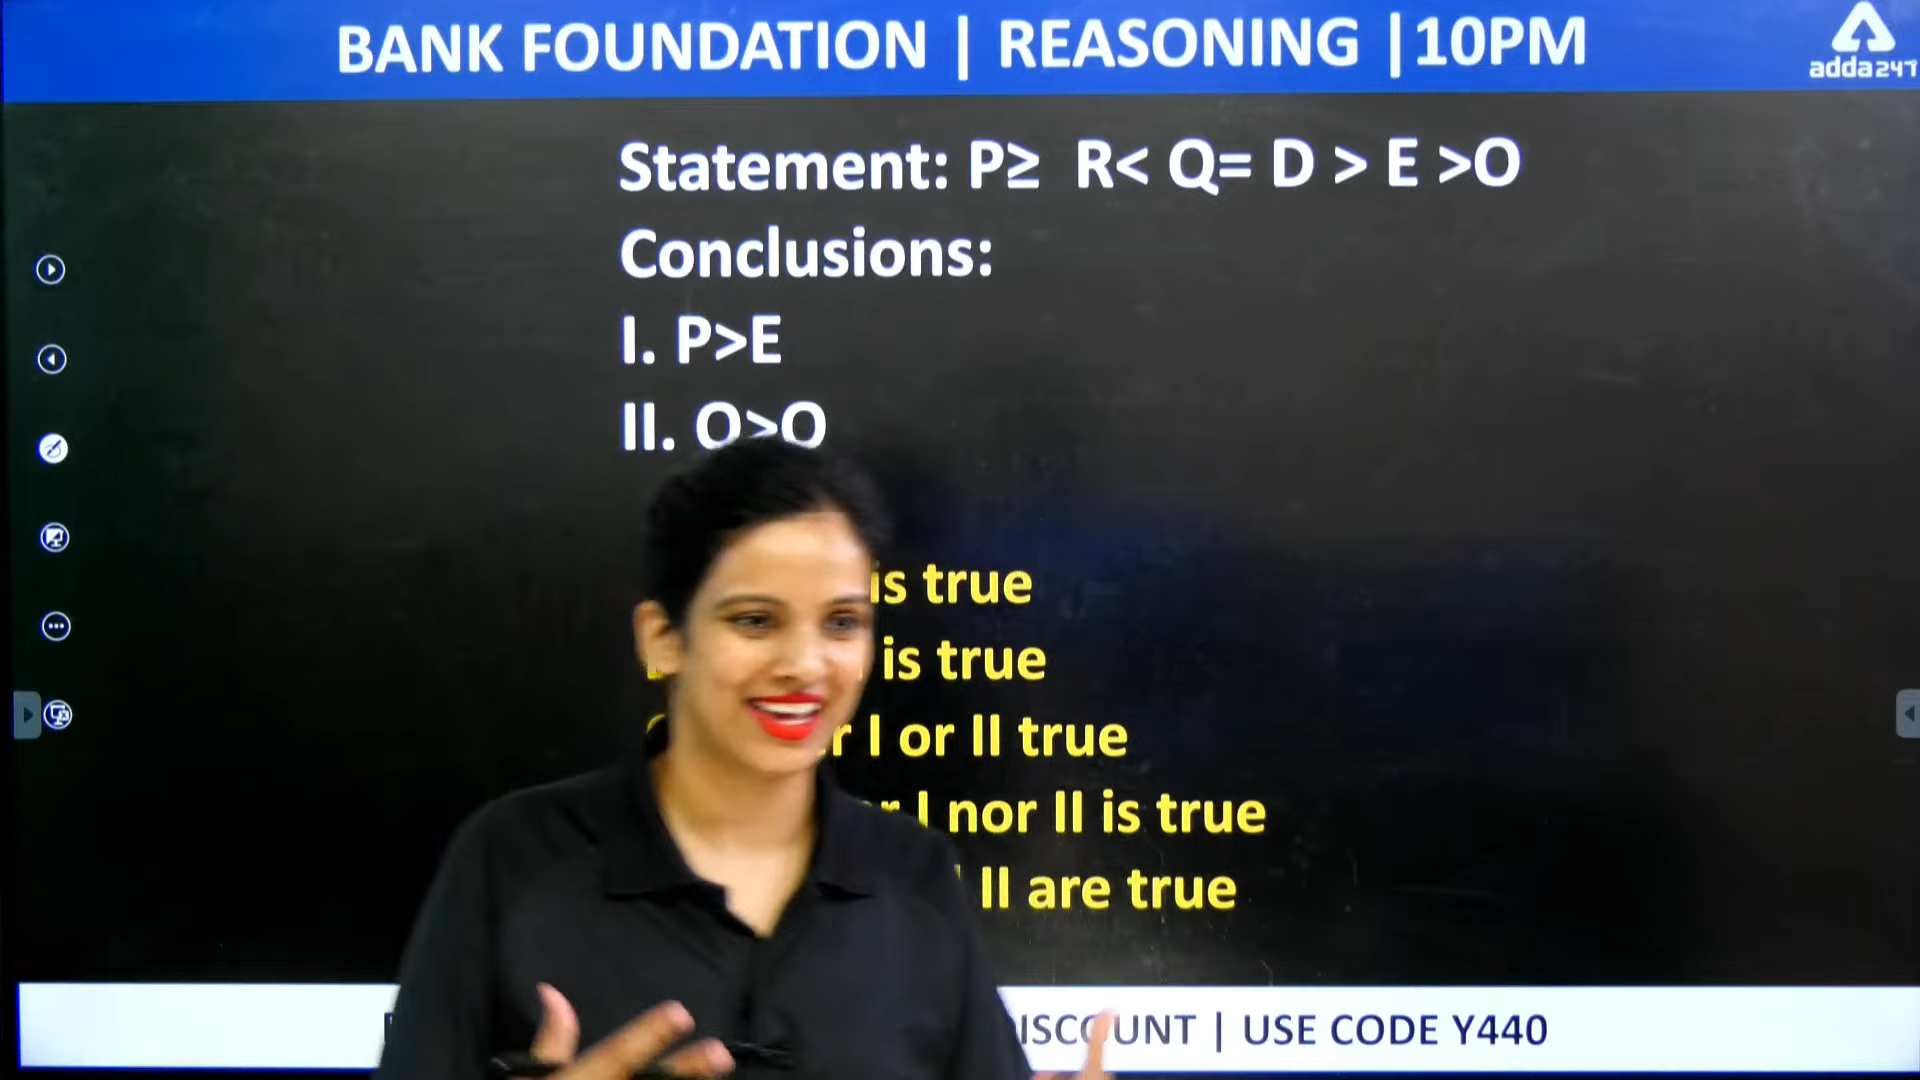 BANK FOUNDATION | REASONING |10PM
adda247
Statement: P≥ R< Q= D > E >O
Conclusions:
I. P>E
II. O>O
is true
is true
I or II true
I nor II is true
II are true
| USE CODE Y440